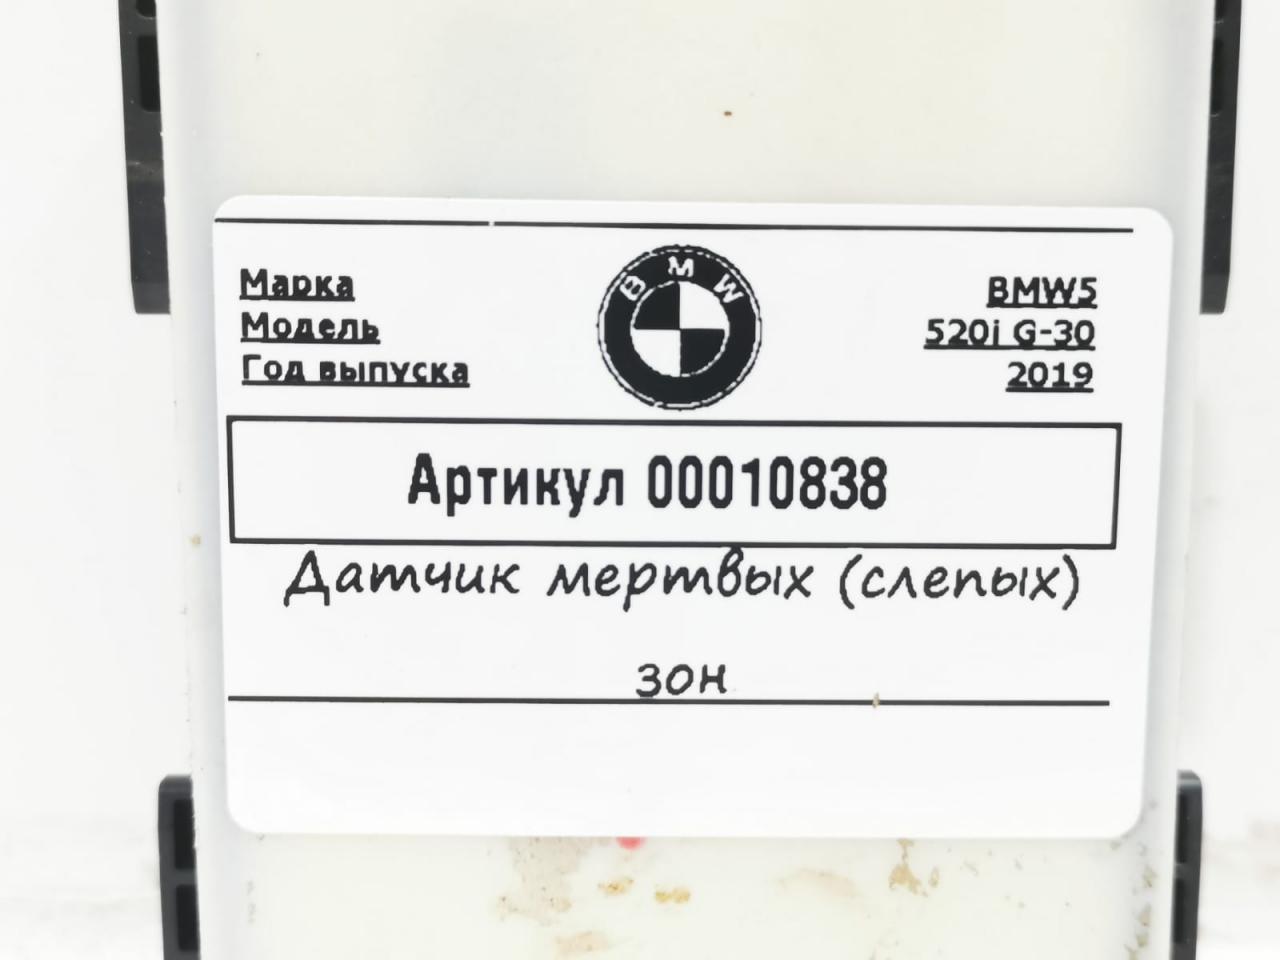 Марка BMW BMW5
Модель 520i G-30
Год выпуска 2019
Артикул 00010838
Датчик мертвых (слепых)
зон